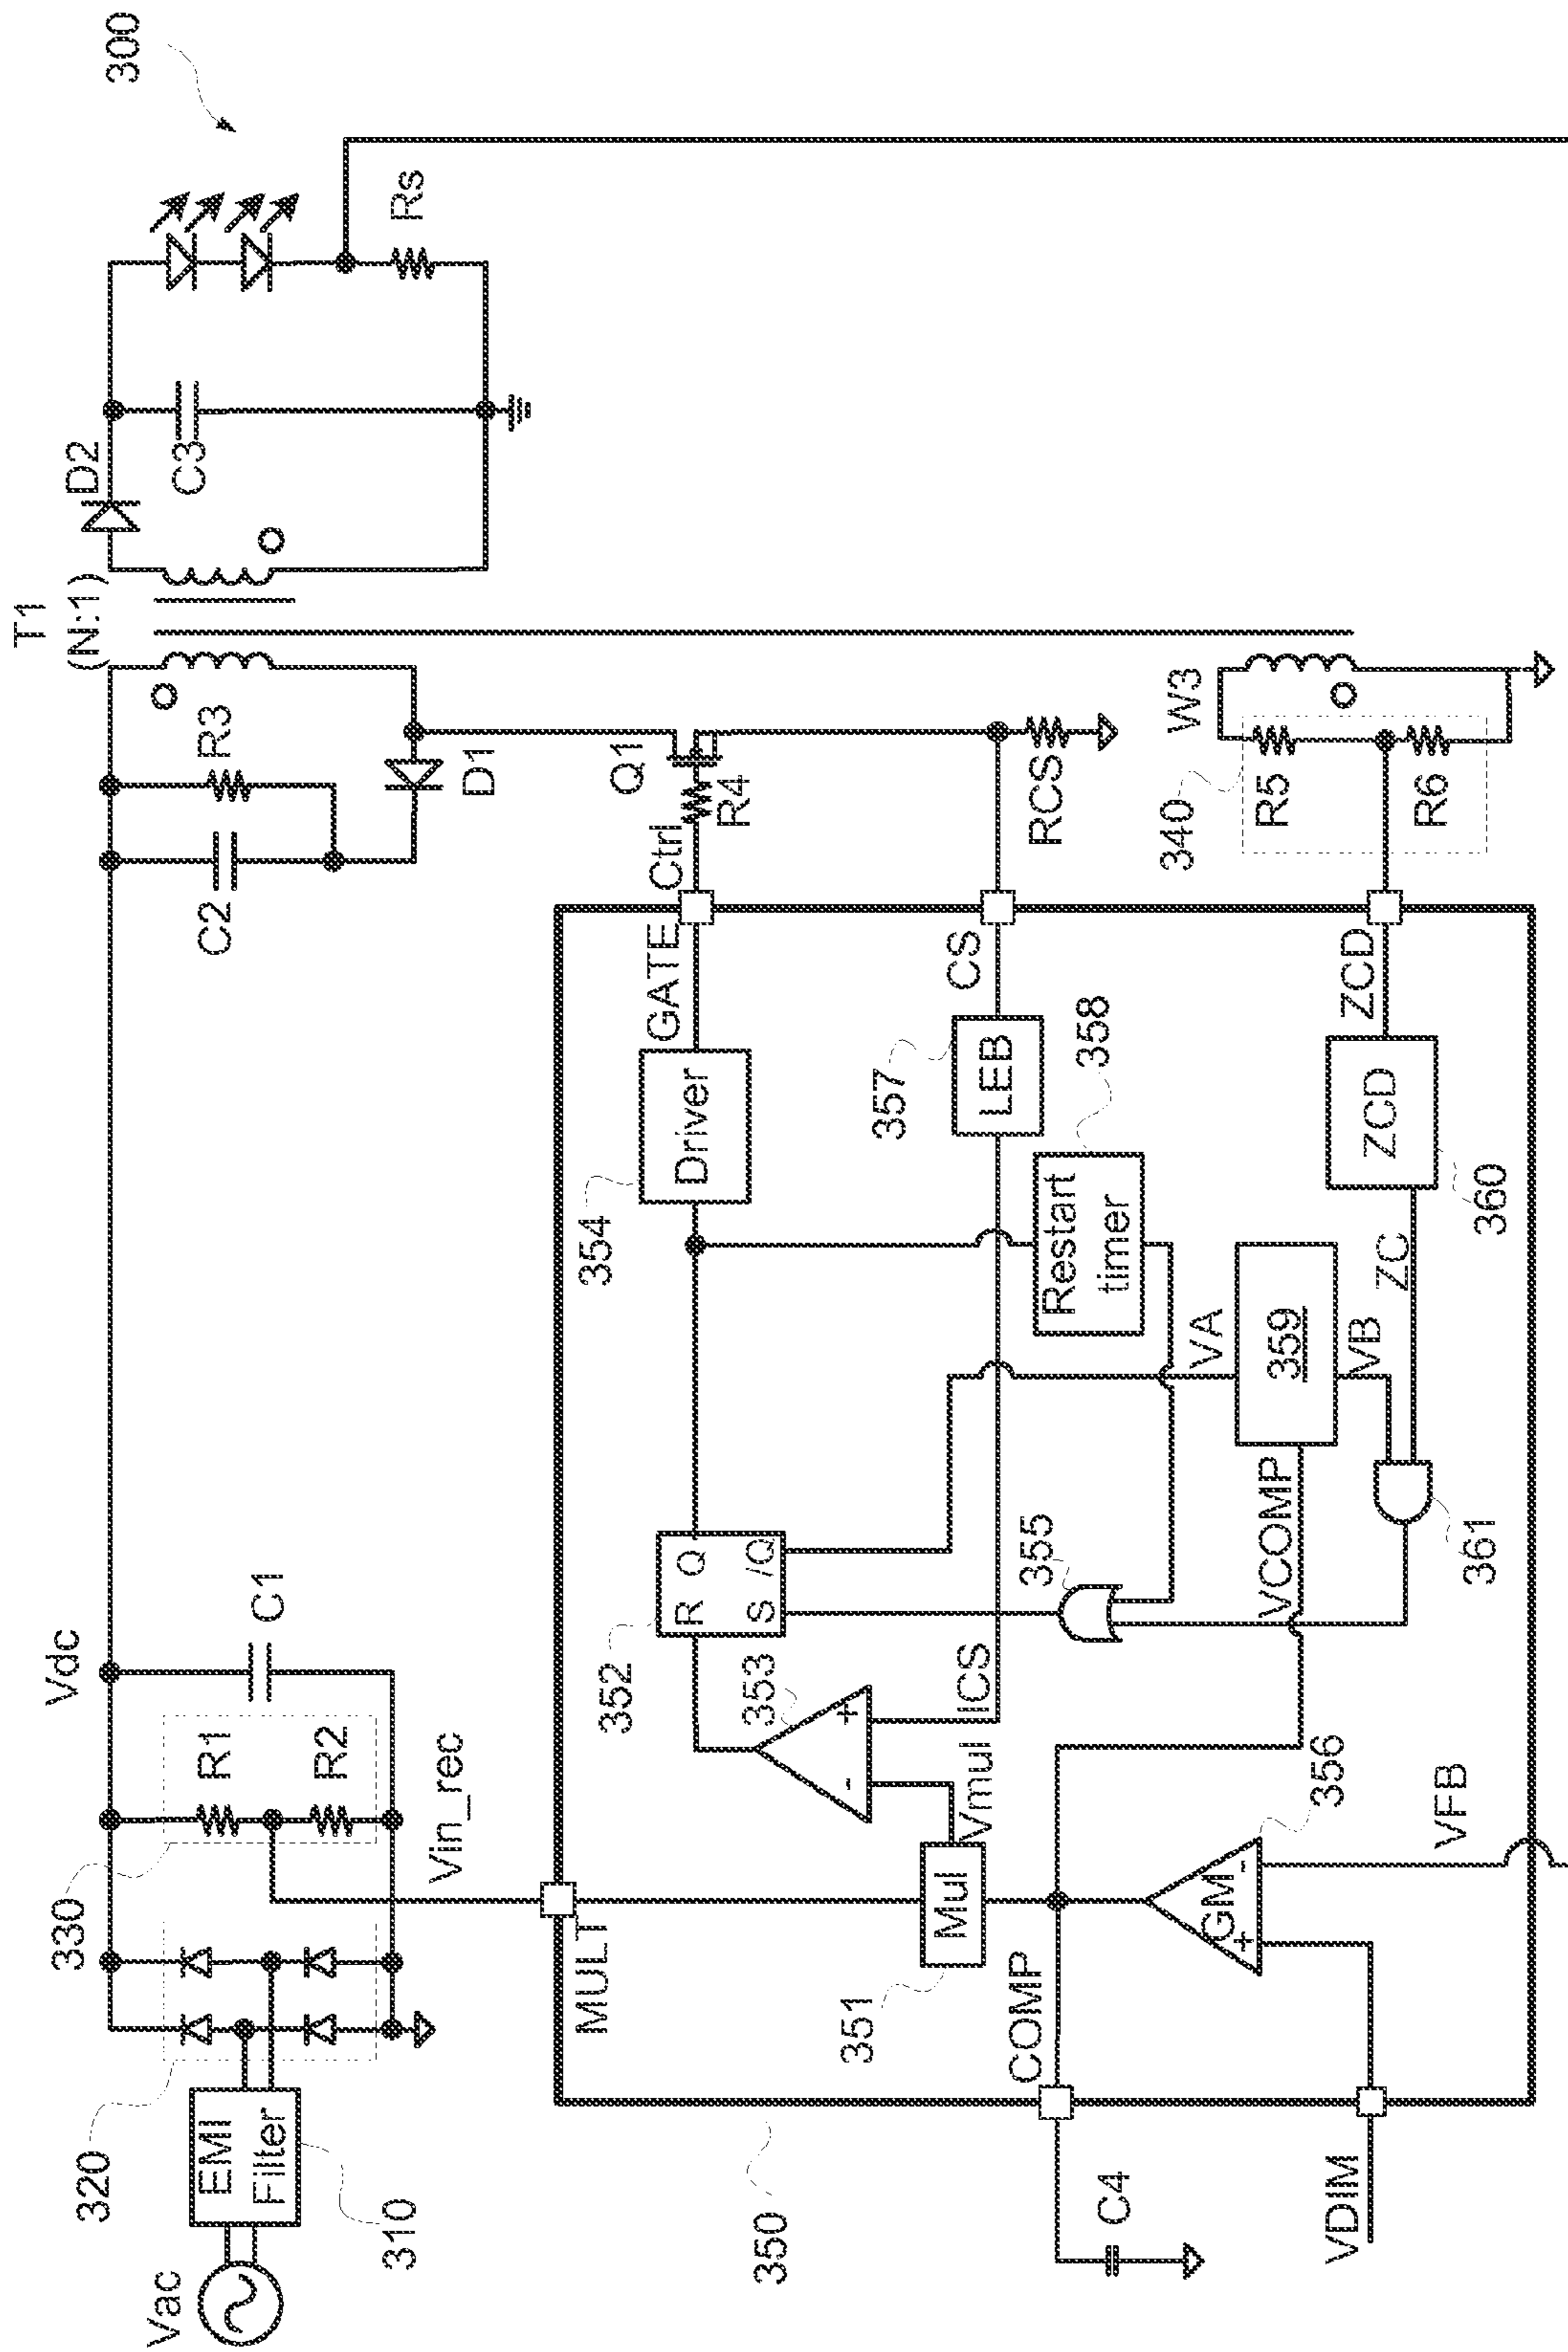 300
T1
(N:1)
D2
C3
Rs
Vdc
C1
R1
R2
330
320
Vac
EMI
Filter
310
Vin_rec
C2
R3
D1
Q1
R4
Ctrl
RCS
W3
340
R5
R6
350
MULT
GATE
CS
ZCD
COMP
C4
VDIM
354
Driver
352
R
Q
S
/Q
353
+
-
ICS
Vmul
Mul
351
357
LEB
358
Restart
timer
355
VA
359
VB
VCOMP
ZC
ZCD
360
361
GM
+
-
356
VFB